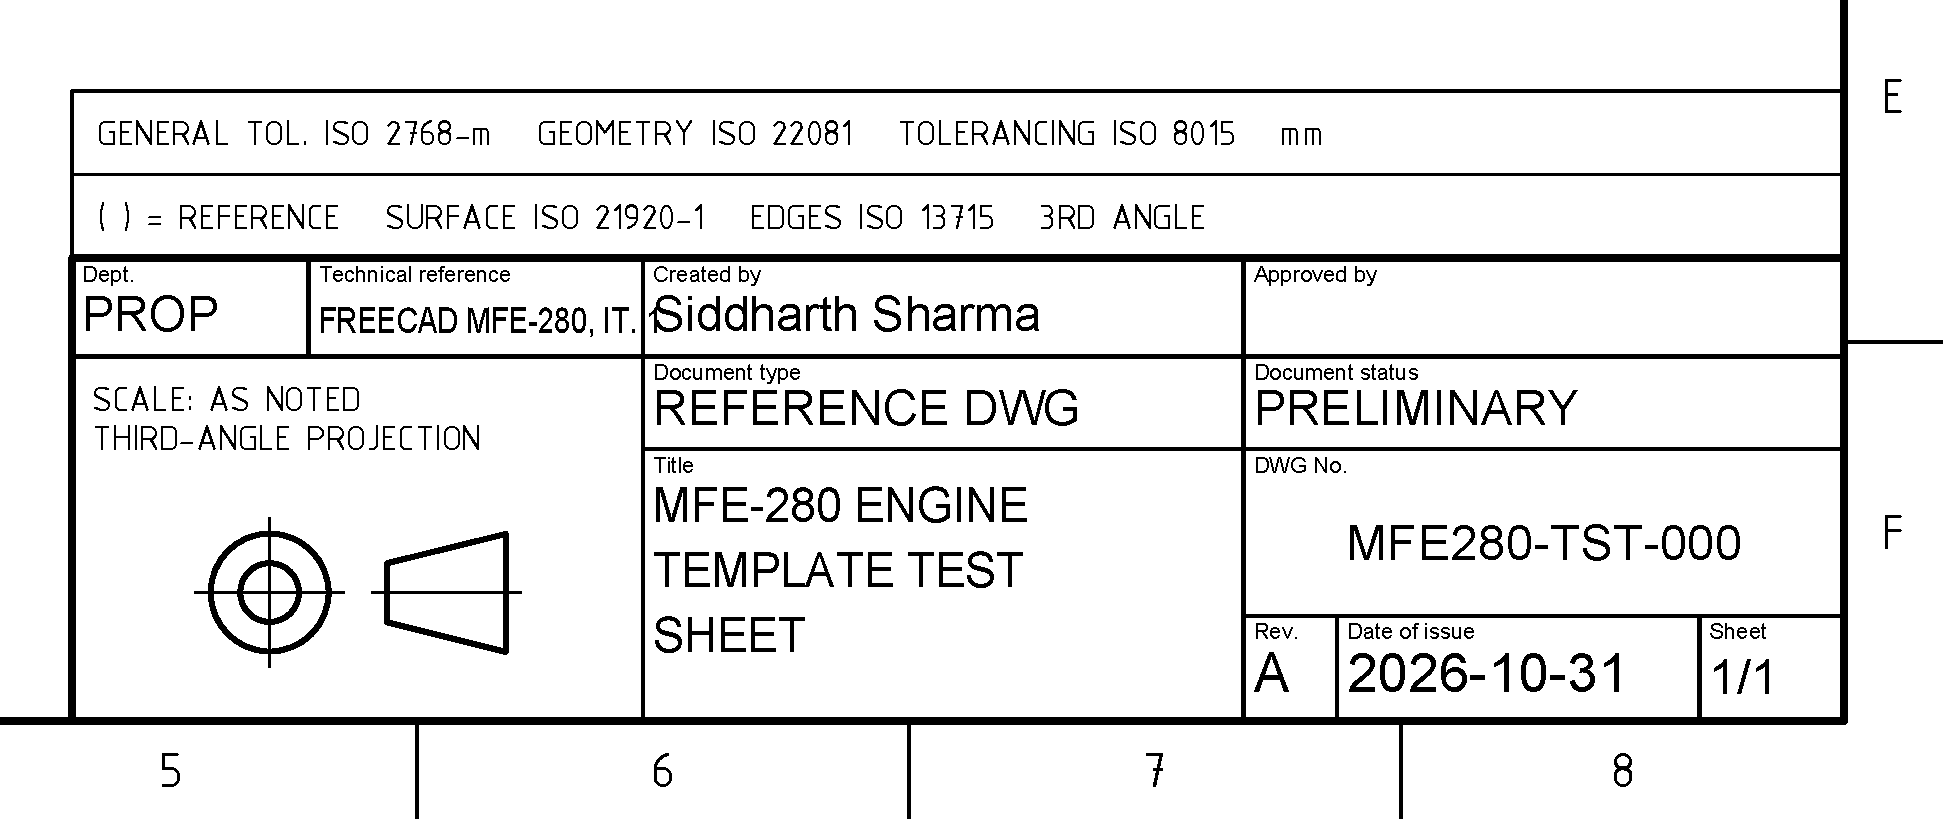 E
GENERAL TOL. ISO 2768-m GEOMETRY ISO 22081 TOLERANCING ISO 8015 mm
( ) = REFERENCE SURFACE ISO 21920-1 EDGES ISO 13715 3RD ANGLE
Dept.
PROP
Technical reference
FREECAD MFE-280, IT. 1
Created by
Siddharth Sharma
Approved by
SCALE: AS NOTED
THIRD-ANGLE PROJECTION
Document type
REFERENCE DWG
Document status
PRELIMINARY
Title
MFE-280 ENGINE
TEMPLATE TEST
SHEET
DWG No.
MFE280-TST-000
Rev.
A
Date of issue
2026-10-31
Sheet
1/1
F
5 6 7 8